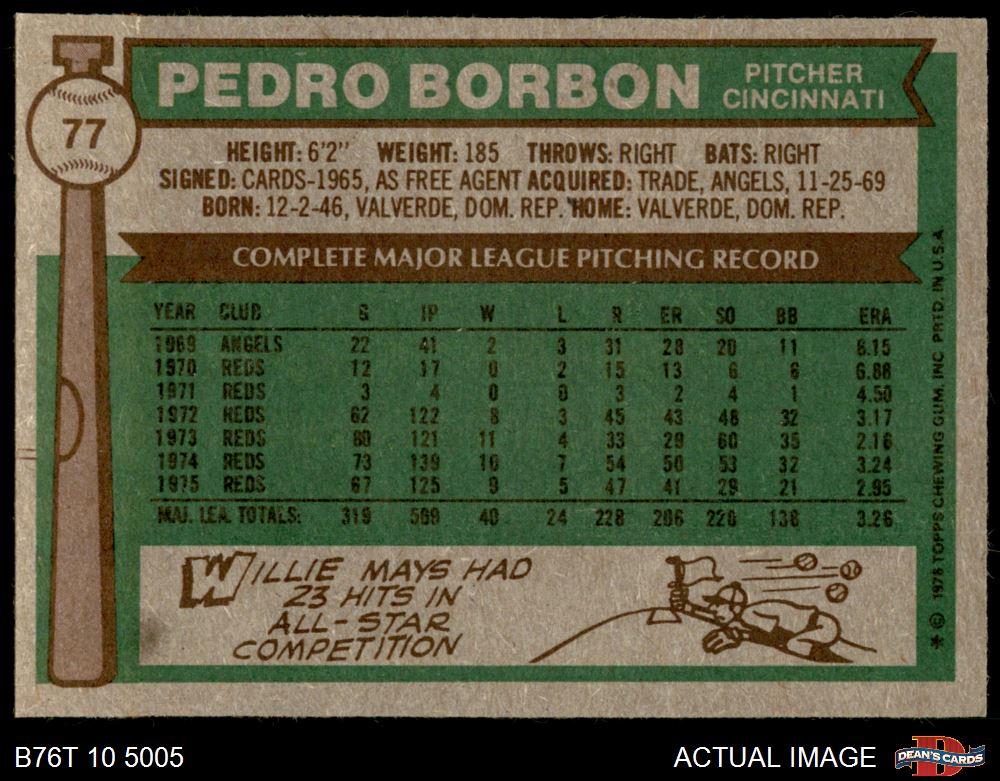 PEDRO BORBON
PITCHER
CINCINNATI
77
HEIGHT: 6'2" WEIGHT: 185 THROWS: RIGHT BATS: RIGHT
SIGNED: CARDS-1965, AS FREE AGENT ACQUIRED: TRADE, ANGELS, 11-25-69
BORN: 12-2-46, VALVERDE, DOM. REP. HOME: VALVERDE, DOM. REP.
COMPLETE MAJOR LEAGUE PITCHING RECORD
YEAR CLUB G IP W L R ER SO BB ERA
1969 ANGELS 22 41 2 3 31 28 20 11 6.15
1970 REDS 12 17 0 2 15 13 6 6 6.88
1971 REDS 3 4 0 0 3 2 4 1 4.50
1972 REDS 62 122 8 3 45 43 48 32 3.17
1973 REDS 80 121 11 4 33 29 60 35 2.16
1974 REDS 73 139 10 7 54 50 53 32 3.24
1975 REDS 67 125 9 5 47 41 29 21 2.95
MAJ. LEA. TOTALS: 319 569 40 24 228 206 220 138 3.26
WILLIE MAYS HAD
23 HITS IN
ALL-STAR
COMPETITION
* © 1976 TOPPS CHEWING GUM, INC. PRTD. IN U.S.A.
B76T 10 5005
ACTUAL IMAGE
D
DEAN'S CARDS